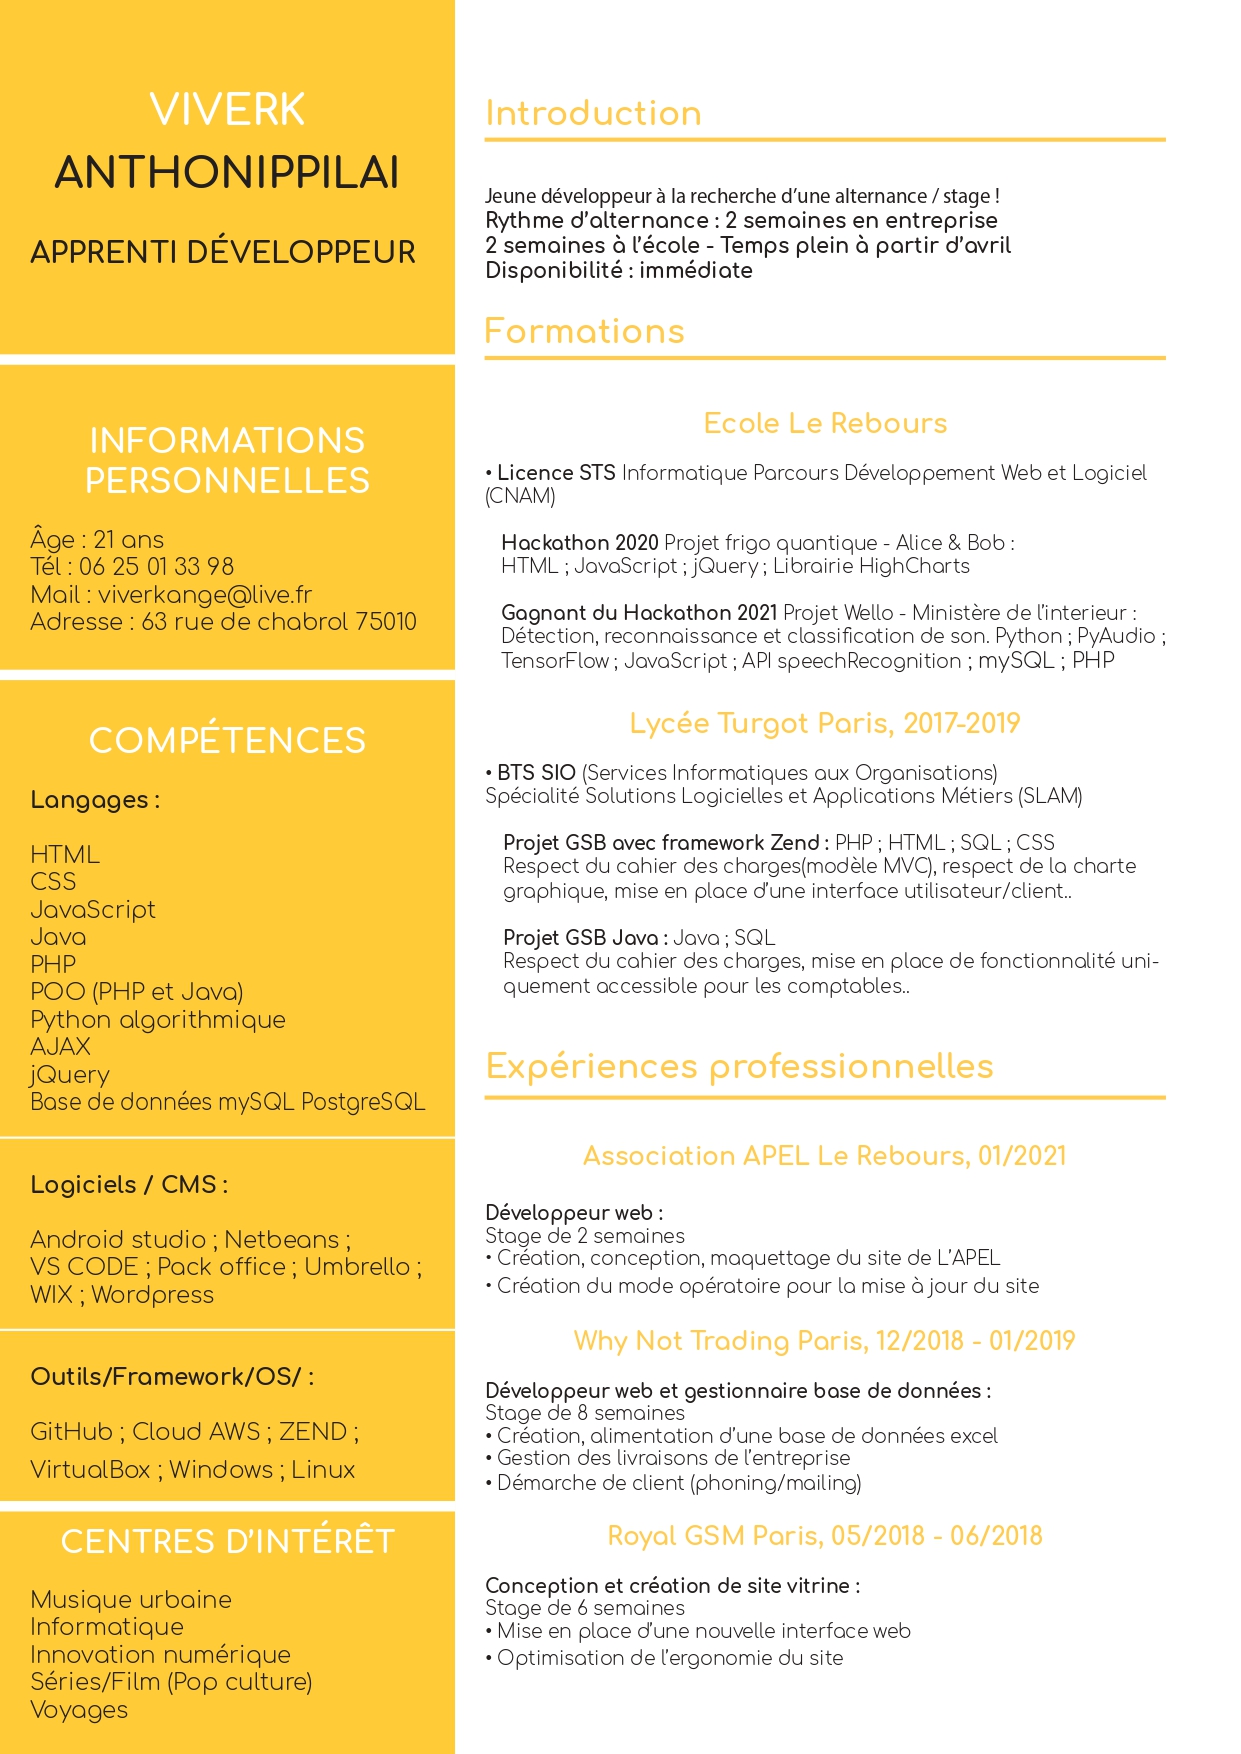 VIVERK
ANTHONIPPILAI
APPRENTI DÉVELOPPEUR
INFORMATIONS
PERSONNELLES
Âge : 21 ans
Tél : 06 25 01 33 98
Mail : viverkange@live.fr
Adresse : 63 rue de chabrol 75010
COMPÉTENCES
Langages :
HTML
CSS
JavaScript
Java
PHP
POO (PHP et Java)
Python algorithmique
AJAX
jQuery
Base de données mySQL PostgreSQL
Logiciels / CMS :
Android studio ; Netbeans ;
VS CODE ; Pack office ; Umbrello ;
WIX ; Wordpress
Outils/Framework/OS/ :
GitHub ; Cloud AWS ; ZEND ;
VirtualBox ; Windows ; Linux
CENTRES D’INTÉRÊT
Musique urbaine
Informatique
Innovation numérique
Séries/Film (Pop culture)
Voyages
Introduction
Jeune développeur à la recherche d’une alternance / stage !
Rythme d’alternance : 2 semaines en entreprise
2 semaines à l’école - Temps plein à partir d’avril
Disponibilité : immédiate
Formations
Ecole Le Rebours
• Licence STS Informatique Parcours Développement Web et Logiciel
(CNAM)
Hackathon 2020 Projet frigo quantique - Alice & Bob :
HTML ; JavaScript ; jQuery ; Librairie HighCharts
Gagnant du Hackathon 2021 Projet Wello - Ministère de l’interieur :
Détection, reconnaissance et classification de son. Python ; PyAudio ;
TensorFlow ; JavaScript ; API speechRecognition ; mySQL ; PHP
Lycée Turgot Paris, 2017-2019
• BTS SIO (Services Informatiques aux Organisations)
Spécialité Solutions Logicielles et Applications Métiers (SLAM)
Projet GSB avec framework Zend : PHP ; HTML ; SQL ; CSS
Respect du cahier des charges(modèle MVC), respect de la charte
graphique, mise en place d’une interface utilisateur/client..
Projet GSB Java : Java ; SQL
Respect du cahier des charges, mise en place de fonctionnalité uni-
quement accessible pour les comptables..
Expériences professionnelles
Association APEL Le Rebours, 01/2021
Développeur web :
Stage de 2 semaines
• Création, conception, maquettage du site de L’APEL
• Création du mode opératoire pour la mise à jour du site
Why Not Trading Paris, 12/2018 - 01/2019
Développeur web et gestionnaire base de données :
Stage de 8 semaines
• Création, alimentation d’une base de données excel
• Gestion des livraisons de l’entreprise
• Démarche de client (phoning/mailing)
Royal GSM Paris, 05/2018 - 06/2018
Conception et création de site vitrine :
Stage de 6 semaines
• Mise en place d’une nouvelle interface web
• Optimisation de l’ergonomie du site